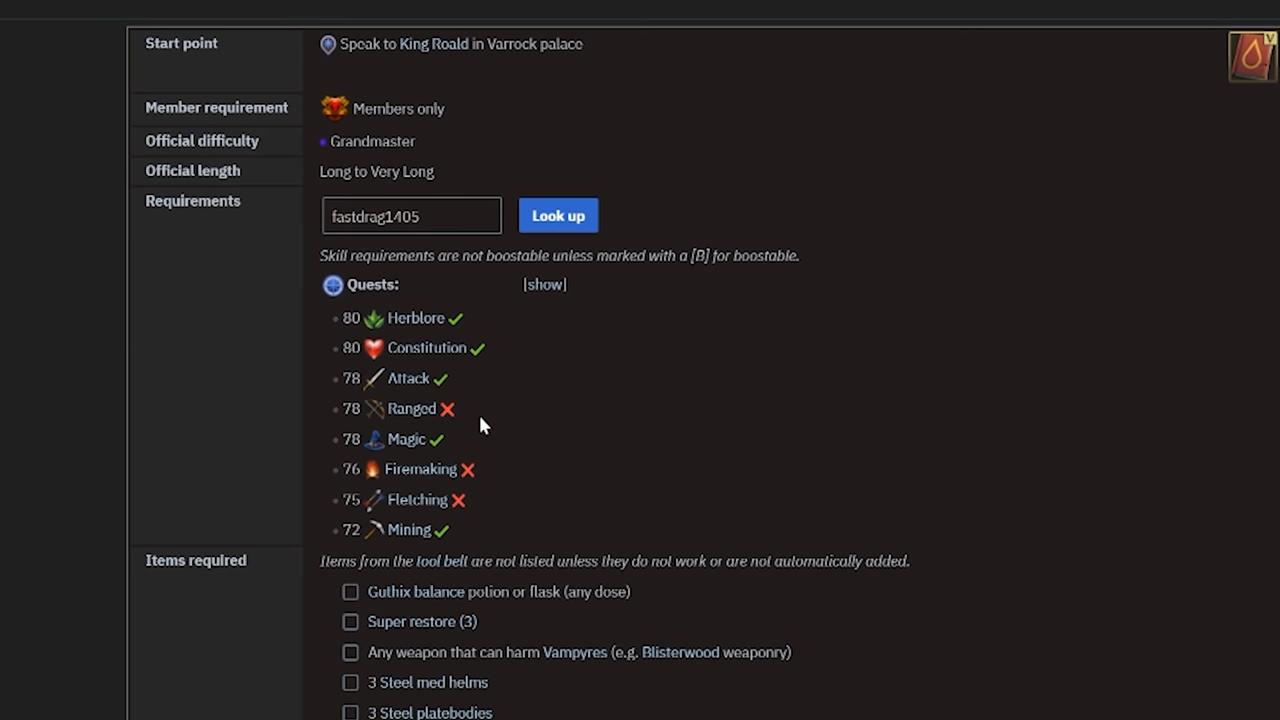 Start point
Speak to King Roald in Varrock palace
V
Member requirement
Members only
Official difficulty
• Grandmaster
Official length
Long to Very Long
Requirements
fastdrag1405
Look up
Skill requirements are not boostable unless marked with a [B] for boostable.
Quests:
[show]
• 80 Herblore
• 80 Constitution
• 78 Attack
• 78 Ranged
• 78 Magic
• 76 Firemaking
• 75 Fletching
• 72 Mining
Items required
Items from the tool belt are not listed unless they do not work or are not automatically added.
Guthix balance potion or flask (any dose)
Super restore (3)
Any weapon that can harm Vampyres (e.g. Blisterwood weaponry)
3 Steel med helms
3 Steel platebodies